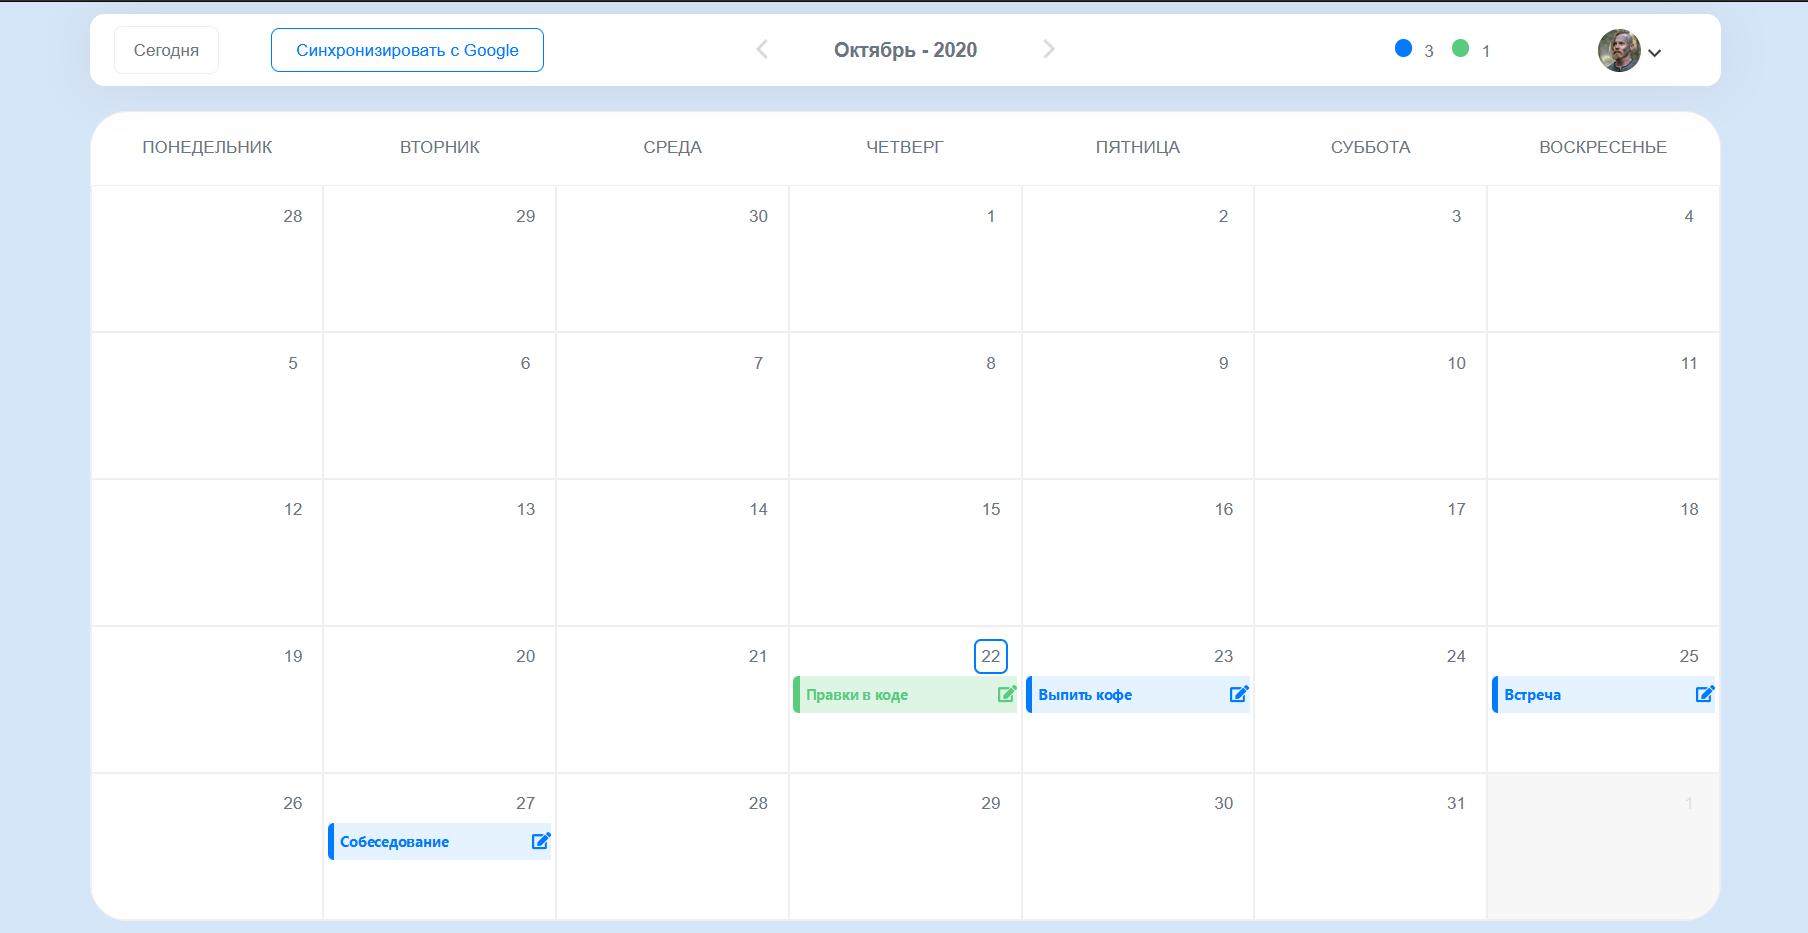 Сегодня Синхронизировать с Google Октябрь - 2020 3 1
ПОНЕДЕЛЬНИК ВТОРНИК СРЕДА ЧЕТВЕРГ ПЯТНИЦА СУББОТА ВОСКРЕСЕНЬЕ
28 29 30 1 2 3 4
5 6 7 8 9 10 11
12 13 14 15 16 17 18
19 20 21 22 23 24 25
Правки в коде Выпить кофе Встреча
26 27 28 29 30 31 1
Собеседование